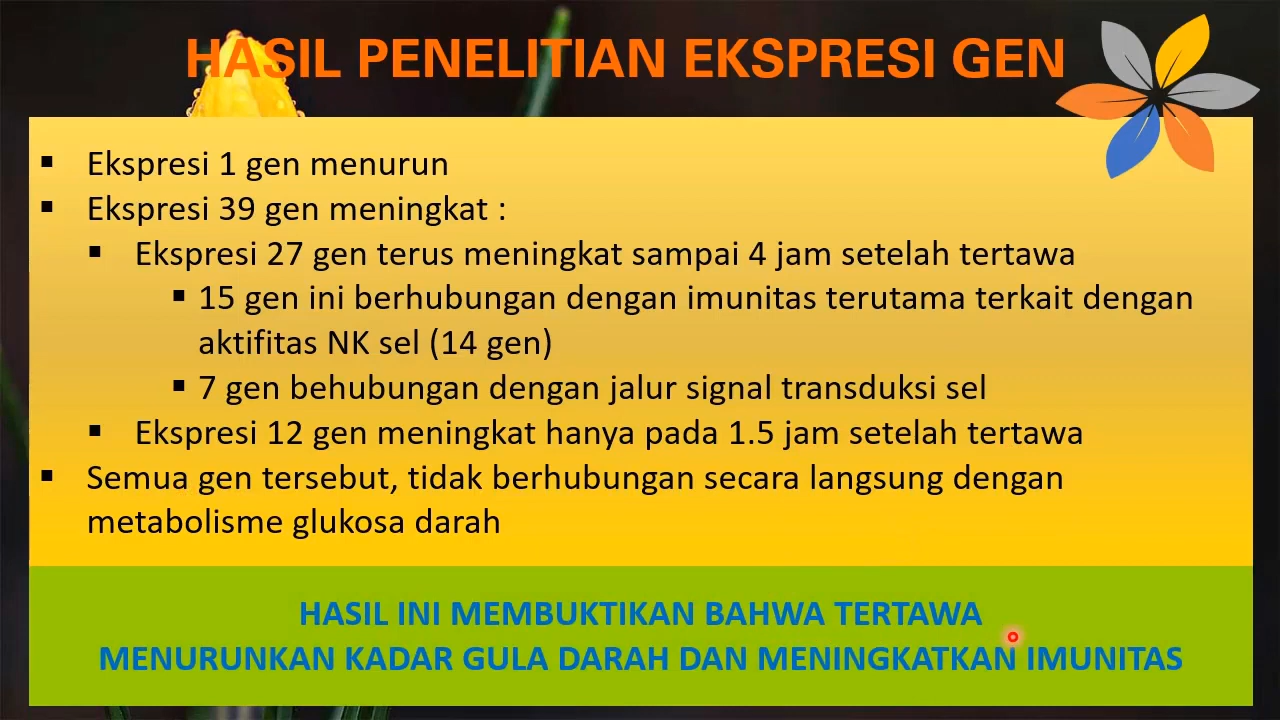 HASIL PENELITIAN EKSPRESI GEN
Ekspresi 1 gen menurun
Ekspresi 39 gen meningkat :
Ekspresi 27 gen terus meningkat sampai 4 jam setelah tertawa
15 gen ini berhubungan dengan imunitas terutama terkait dengan
aktifitas NK sel (14 gen)
7 gen behubungan dengan jalur signal transduksi sel
Ekspresi 12 gen meningkat hanya pada 1.5 jam setelah tertawa
Semua gen tersebut, tidak berhubungan secara langsung dengan
metabolisme glukosa darah
HASIL INI MEMBUKTIKAN BAHWA TERTAWA
MENURUNKAN KADAR GULA DARAH DAN MENINGKATKAN IMUNITAS